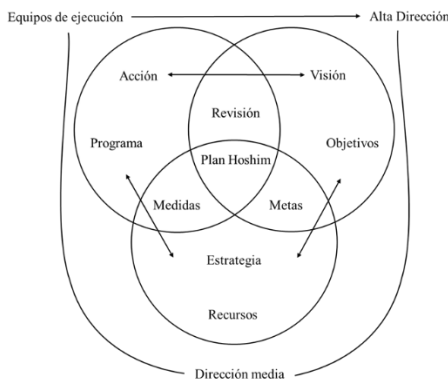 Equipos de ejecución
Alta Dirección
Acción
Visión
Revisión
Programa
Objetivos
Plan Hoshim
Medidas
Metas
Estrategia
Recursos
Dirección media